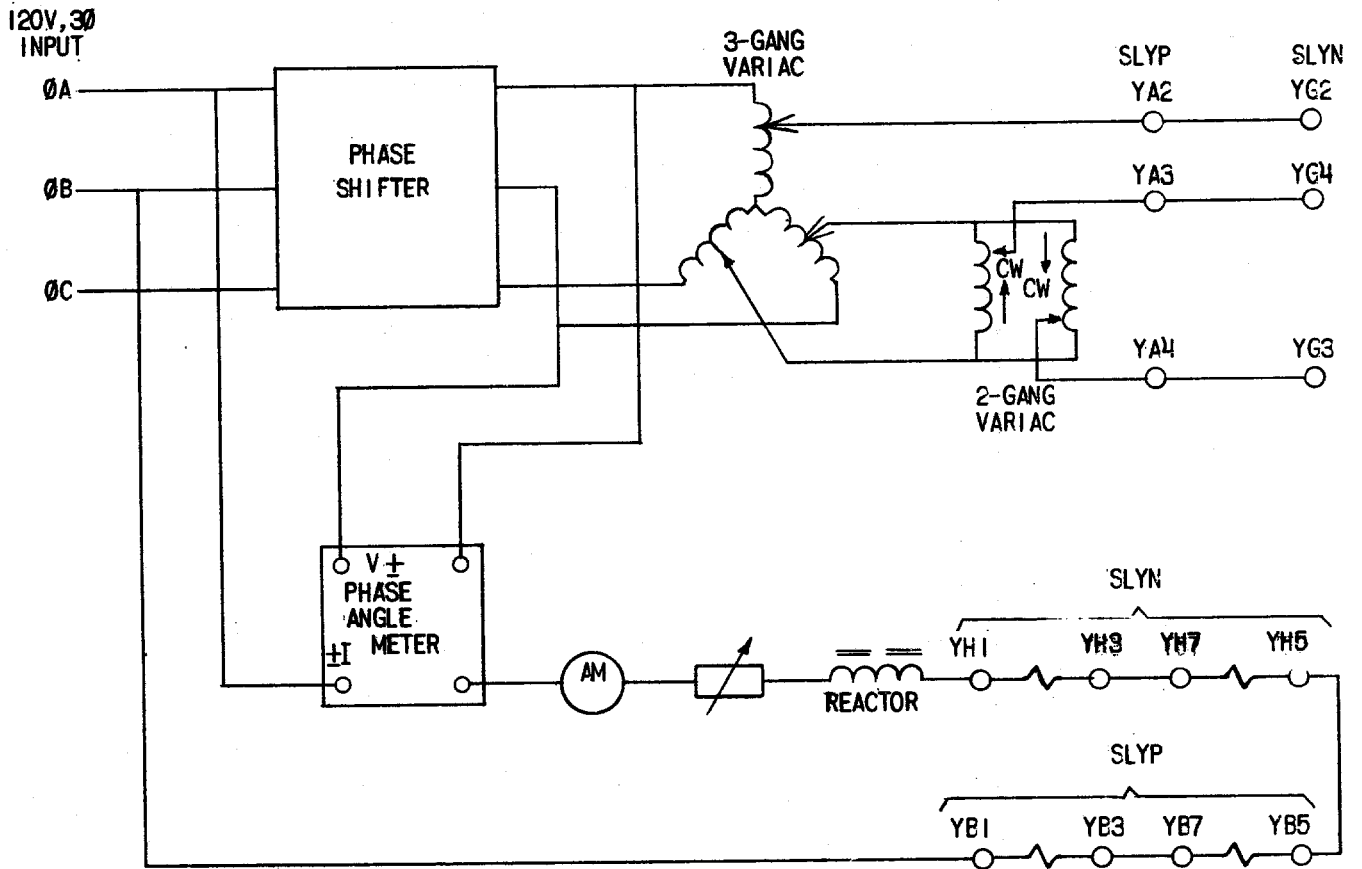 120V,3Ø
INPUT
ØA
ØB
ØC
PHASE
SHIFTER
3-GANG
VARIAC
SLYP
SLYN
YA2
YG2
YA3
YG4
CW
CW
YA4
YG3
2-GANG
VARIAC
V ±
PHASE
ANGLE
METER
±I
AM
REACTOR
SLYN
YH1
YH3
YH7
YH5
SLYP
YB1
YB3
YB7
YB5